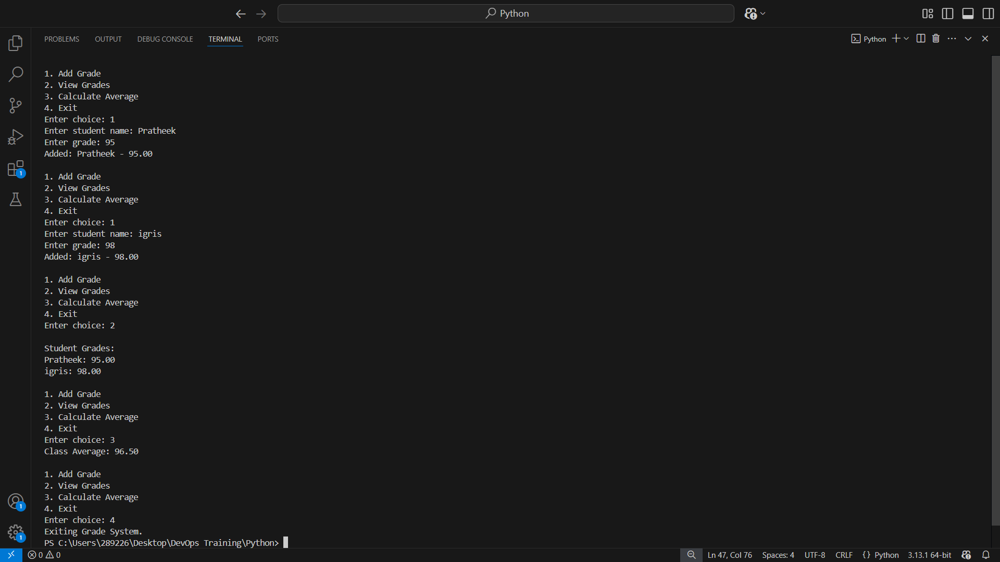 Python
PROBLEMS OUTPUT DEBUG CONSOLE TERMINAL PORTS Python
1. Add Grade
2. View Grades
3. Calculate Average
4. Exit
Enter choice: 1
Enter student name: Pratheek
Enter grade: 95
Added: Pratheek - 95.00
1. Add Grade
2. View Grades
3. Calculate Average
4. Exit
Enter choice: 1
Enter student name: igris
Enter grade: 98
Added: igris - 98.00
1. Add Grade
2. View Grades
3. Calculate Average
4. Exit
Enter choice: 2
Student Grades:
Pratheek: 95.00
igris: 98.00
1. Add Grade
2. View Grades
3. Calculate Average
4. Exit
Enter choice: 3
Class Average: 96.50
1. Add Grade
2. View Grades
3. Calculate Average
4. Exit
Enter choice: 4
Exiting Grade System.
PS C:\Users\289226\Desktop\DevOps Training\Python>
1
1
1
0 0 Ln 47, Col 76 Spaces: 4 UTF-8 CRLF {} Python 3.13.1 64-bit